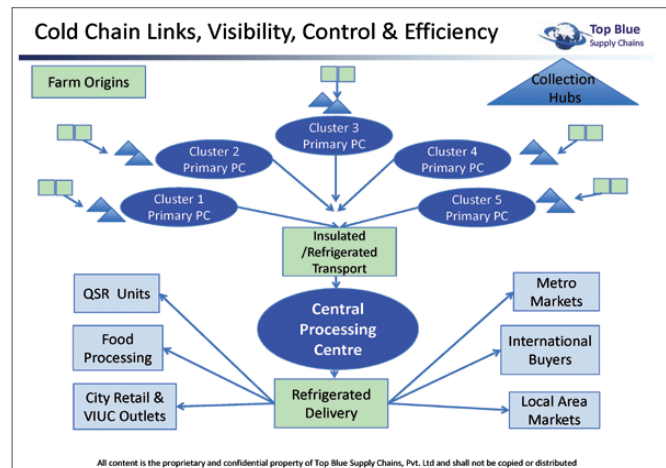 Cold Chain Links, Visibility, Control & Efficiency
Top Blue
Supply Chains
Farm Origins
Collection
Hubs
Cluster 3
Primary PC
Cluster 2
Primary PC
Cluster 4
Primary PC
Cluster 1
Primary PC
Cluster 5
Primary PC
Insulated
/Refrigerated
Transport
QSR Units
Metro
Markets
Central
Processing
Centre
Food
Processing
International
Buyers
City Retail &
VIUC Outlets
Refrigerated
Delivery
Local Area
Markets
All content is the proprietary and confidential property of Top Blue Supply Chains, Pvt. Ltd and shall not be copied or distributed